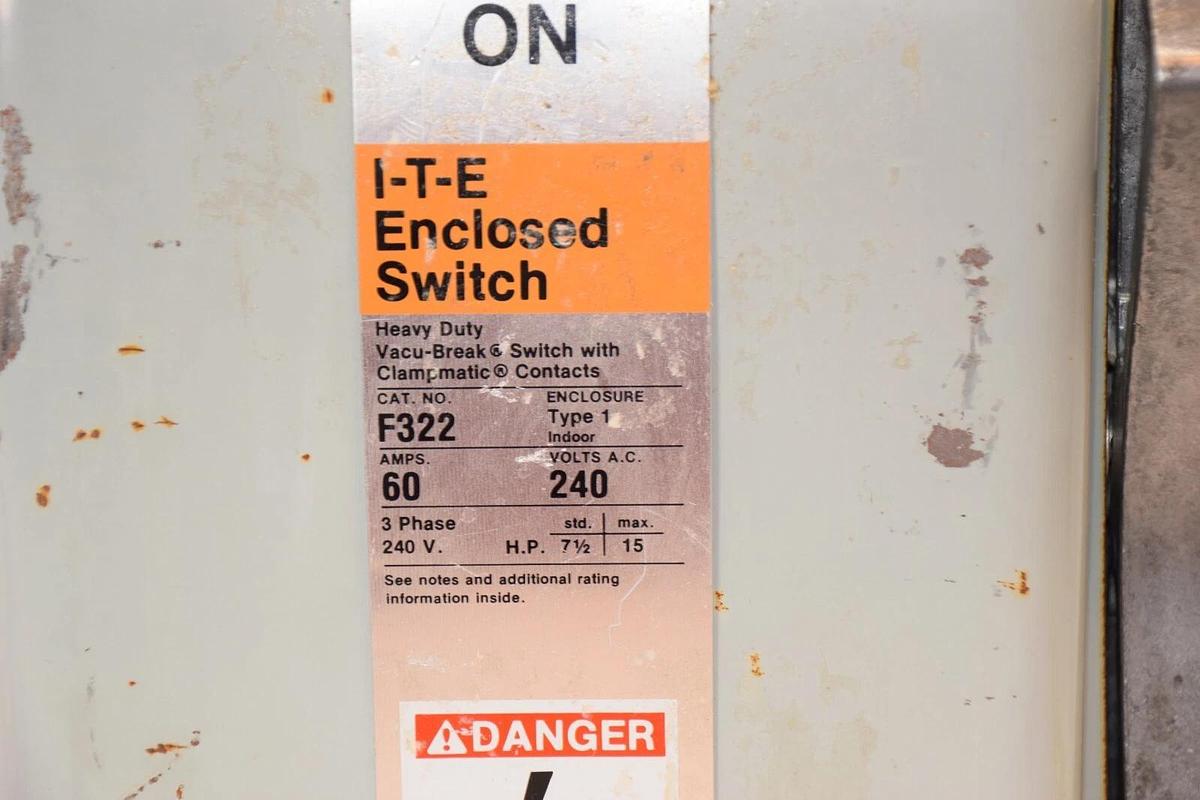 ON
I-T-E
Enclosed
Switch
Heavy Duty
Vacu-Break® Switch with
Clampmatic® Contacts
CAT. NO. ENCLOSURE
F322 Type 1
Indoor
AMPS. VOLTS A.C.
60 240
3 Phase std. max.
240 V. H.P. 7½ 15
See notes and additional rating
information inside.
DANGER